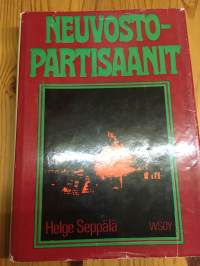 NEUVOSTO-
PARTISAANIT
Helge Seppälä WSOY